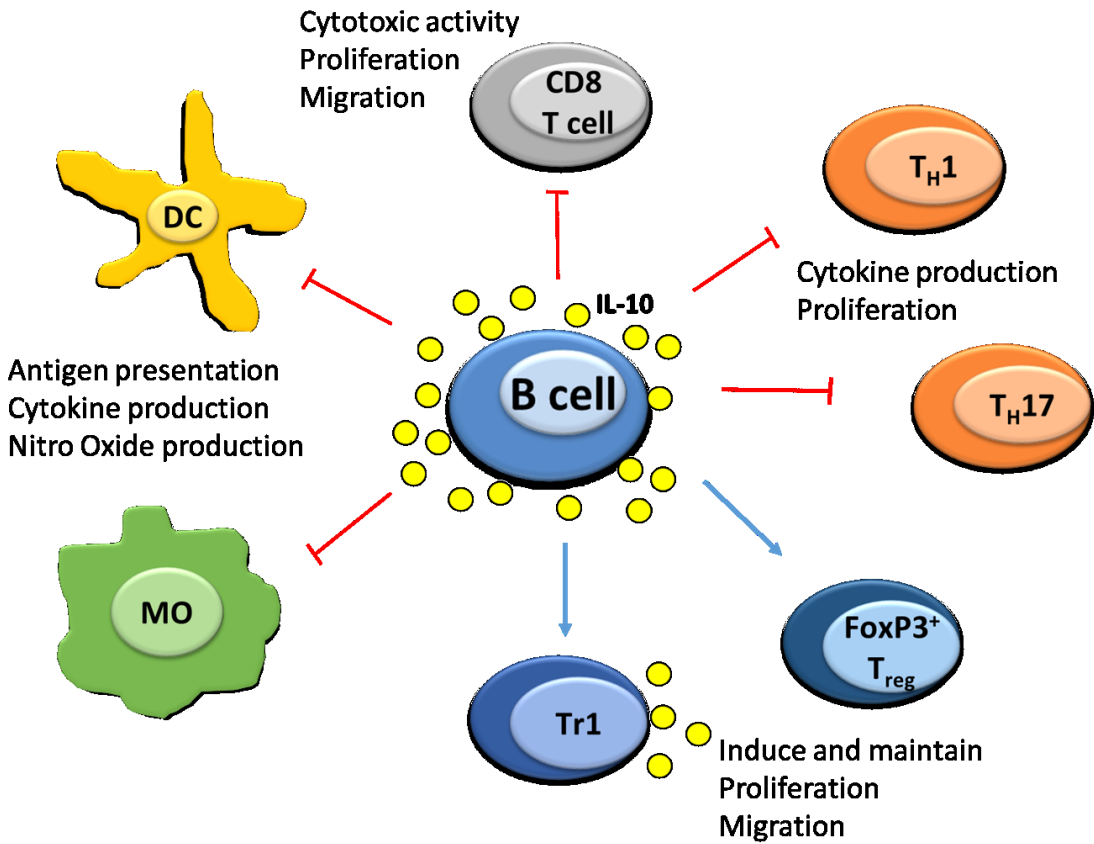 Cytotoxic activity
Proliferation
Migration
CD8
T cell
DC
TH1
Cytokine production
Proliferation
IL-10
B cell
Antigen presentation
Cytokine production
Nitro Oxide production
TH17
MO
FoxP3+
Treg
Tr1
Induce and maintain
Proliferation
Migration